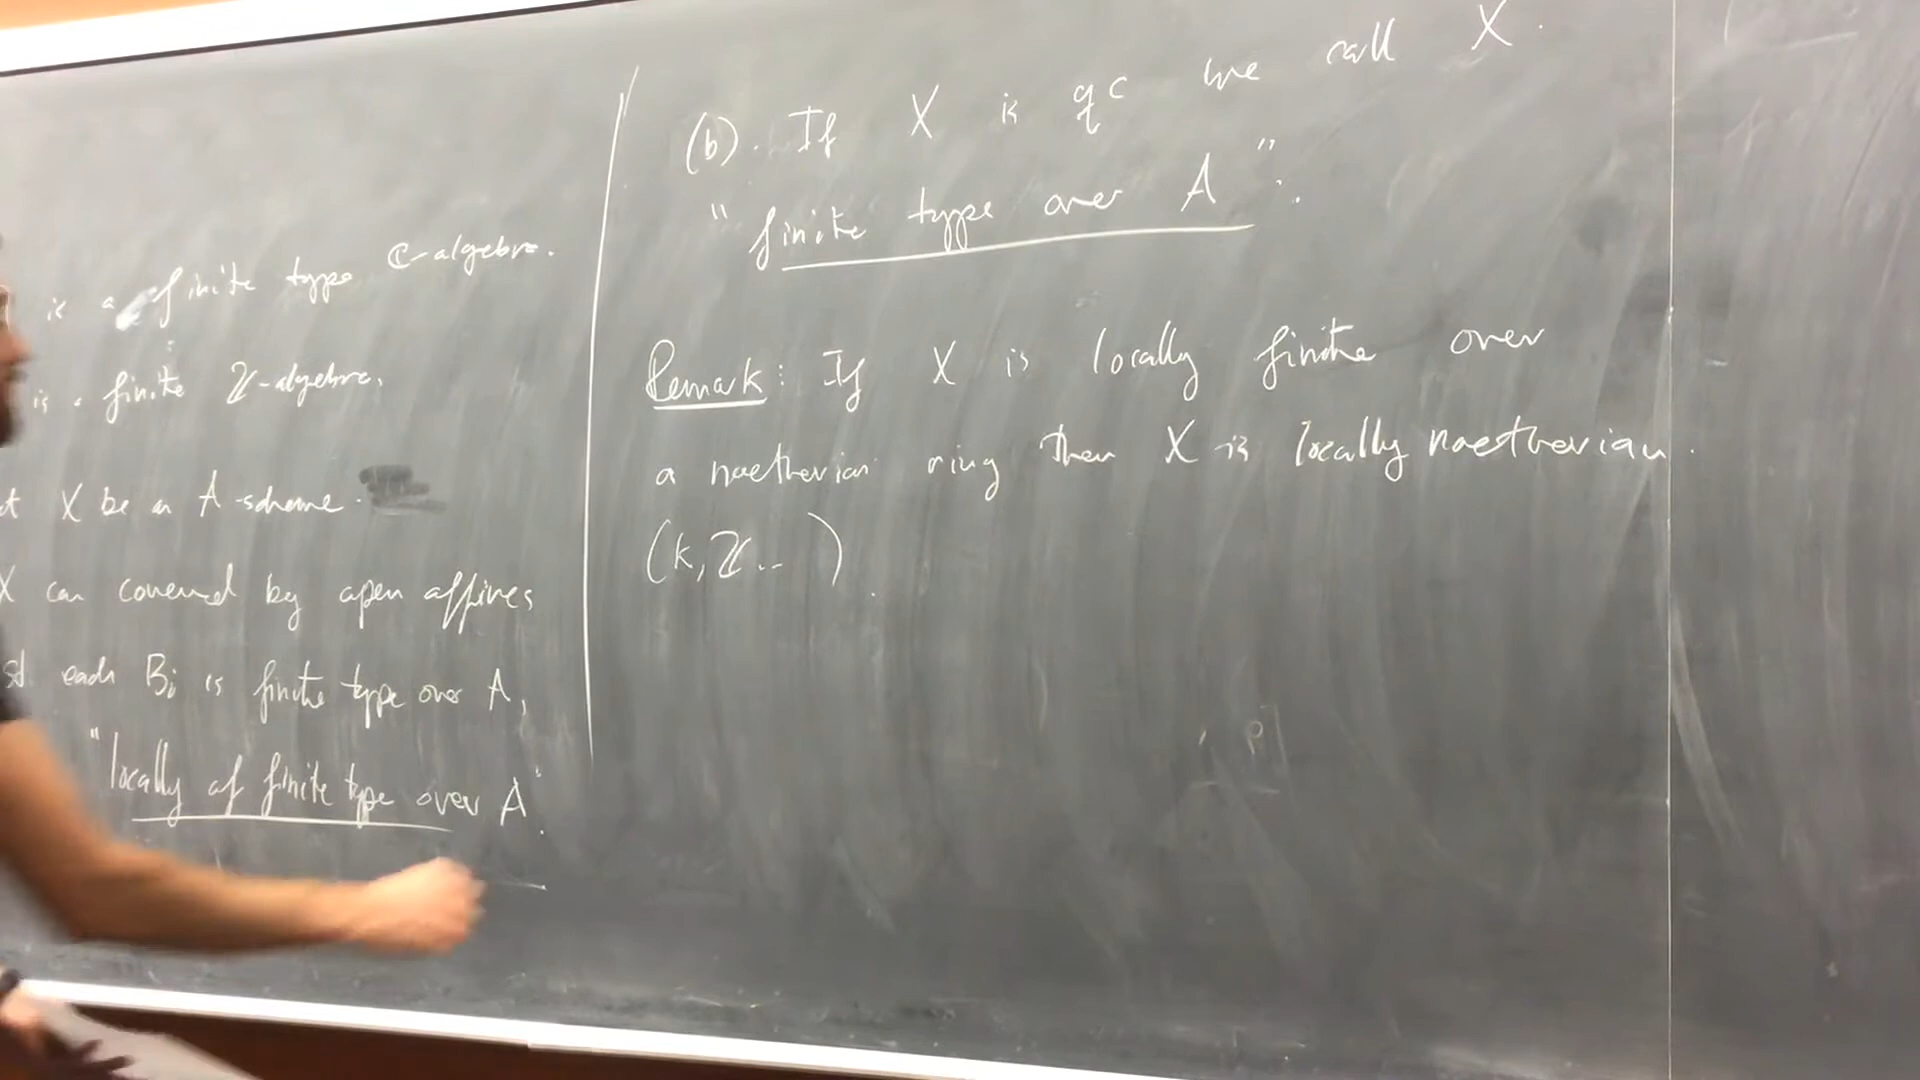 is a finite type ℂ-algebra.
is a finite ℤ-algebra.
X be an A-scheme.
X can covered by open affines
st. each Bi is finite type over A,
"locally of finite type over A".
(b). If X is qc we call X
"finite type over A".
Remark: If X is locally finite over
a noetherian ring then X is locally noetherian.
(k, ℤ.. )